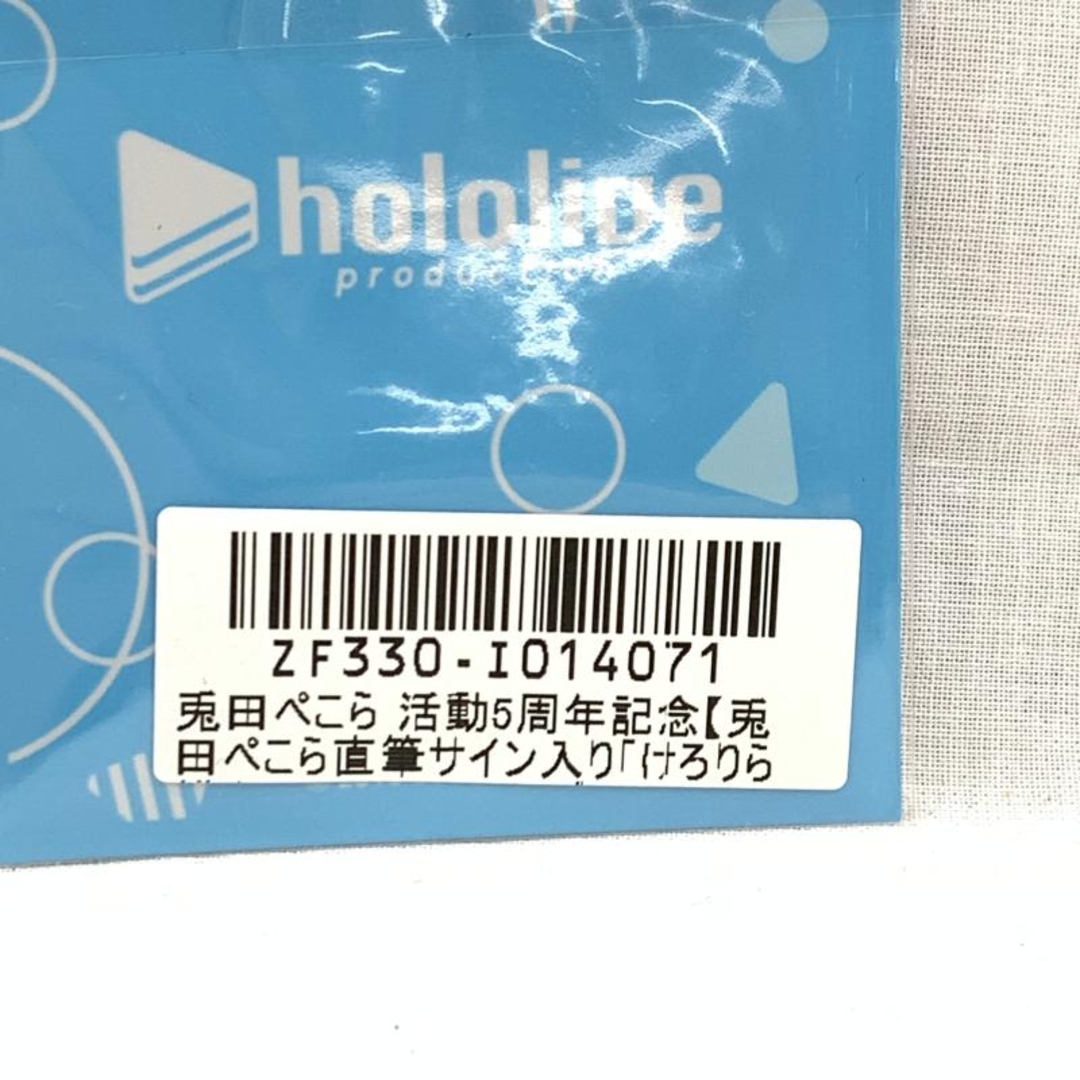 hololive
production
ZF330-I014071
兎田ぺこら 活動5周年記念【兎
田ぺこら直筆サイン入り「けろりら